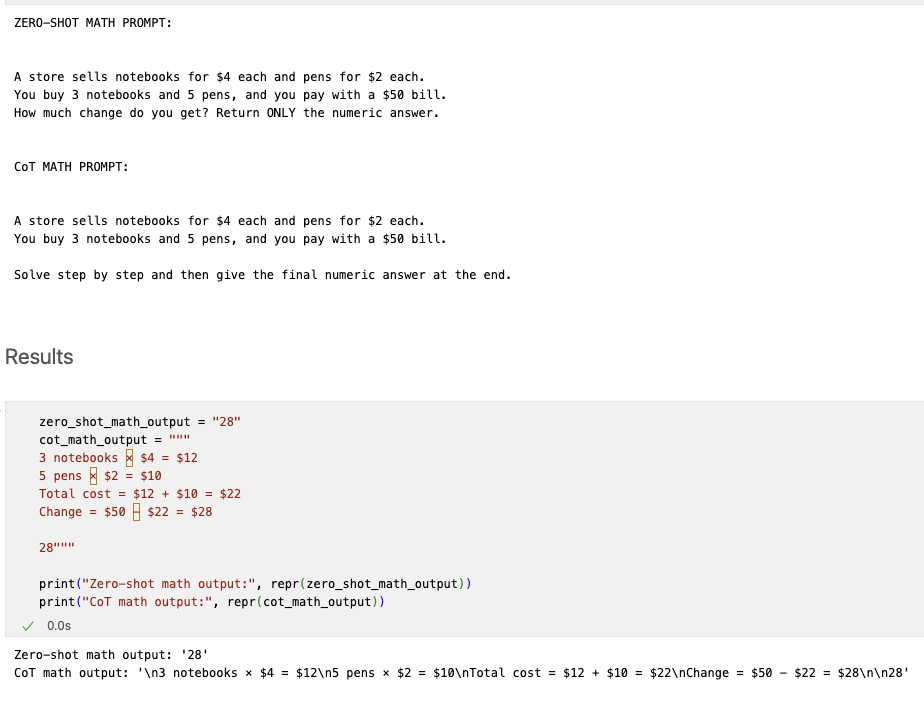 ZERO-SHOT MATH PROMPT:
A store sells notebooks for $4 each and pens for $2 each.
You buy 3 notebooks and 5 pens, and you pay with a $50 bill.
How much change do you get? Return ONLY the numeric answer.
CoT MATH PROMPT:
A store sells notebooks for $4 each and pens for $2 each.
You buy 3 notebooks and 5 pens, and you pay with a $50 bill.
Solve step by step and then give the final numeric answer at the end.
Results
zero_shot_math_output = "28"
cot_math_output = """
3 notebooks × $4 = $12
5 pens × $2 = $10
Total cost = $12 + $10 = $22
Change = $50 − $22 = $28
28"""
print("Zero-shot math output:", repr(zero_shot_math_output))
print("CoT math output:", repr(cot_math_output))
✓ 0.0s
Zero-shot math output: '28'
CoT math output: '\n3 notebooks × $4 = $12\n5 pens × $2 = $10\nTotal cost = $12 + $10 = $22\nChange = $50 − $22 = $28\n\n28'